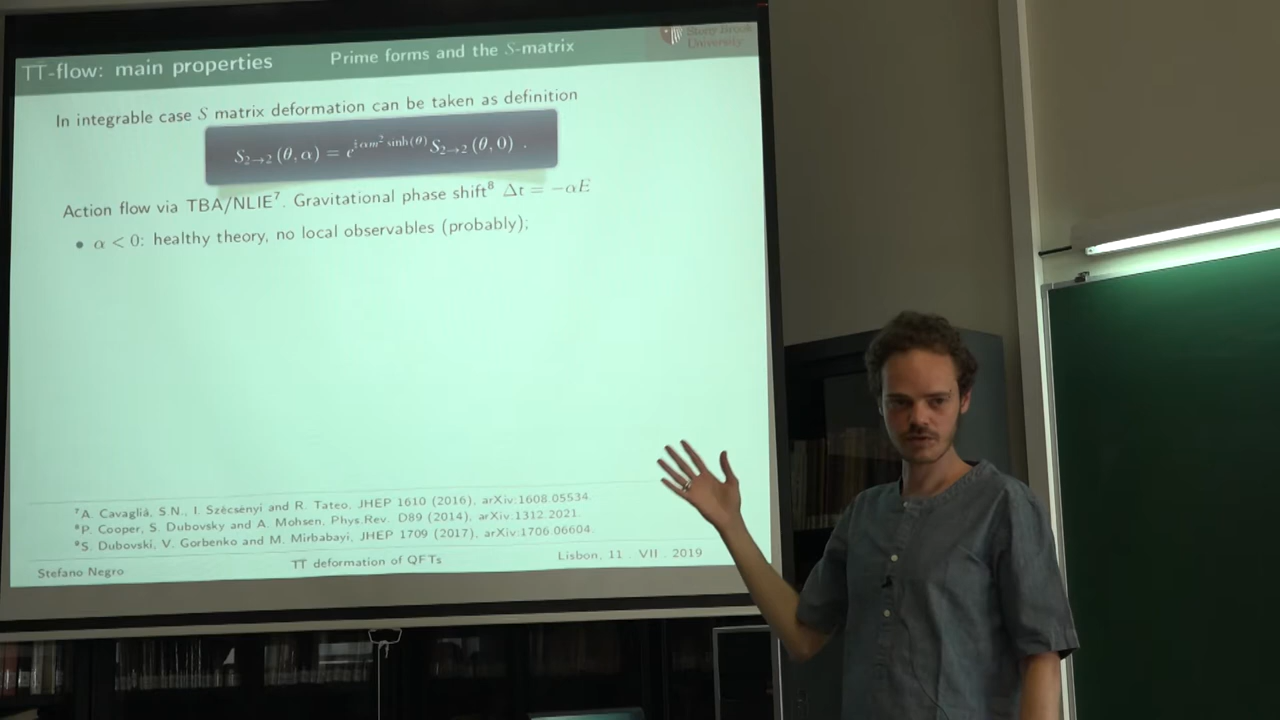 TT̄-flow: main properties Prime forms and the S-matrix
Stony Brook
University
In integrable case S matrix deformation can be taken as definition
S₂→₂(θ, α) = e^{iαm² sinh(θ)} S₂→₂(θ, 0) .
Action flow via TBA/NLIE⁷. Gravitational phase shift⁸ Δt = −αE
• α < 0: healthy theory, no local observables (probably);
⁷A. Cavagliá, S.N., I. Szécsényi and R. Tateo, JHEP 1610 (2016), arXiv:1608.05534.
⁸P. Cooper, S. Dubovsky and A. Mohsen, Phys.Rev. D89 (2014), arXiv:1312.2021.
⁹S. Dubovski, V. Gorbenko and M. Mirbabayi, JHEP 1709 (2017), arXiv:1706.06604.
Stefano Negro TT̄ deformation of QFTs Lisbon, 11 . VII . 2019